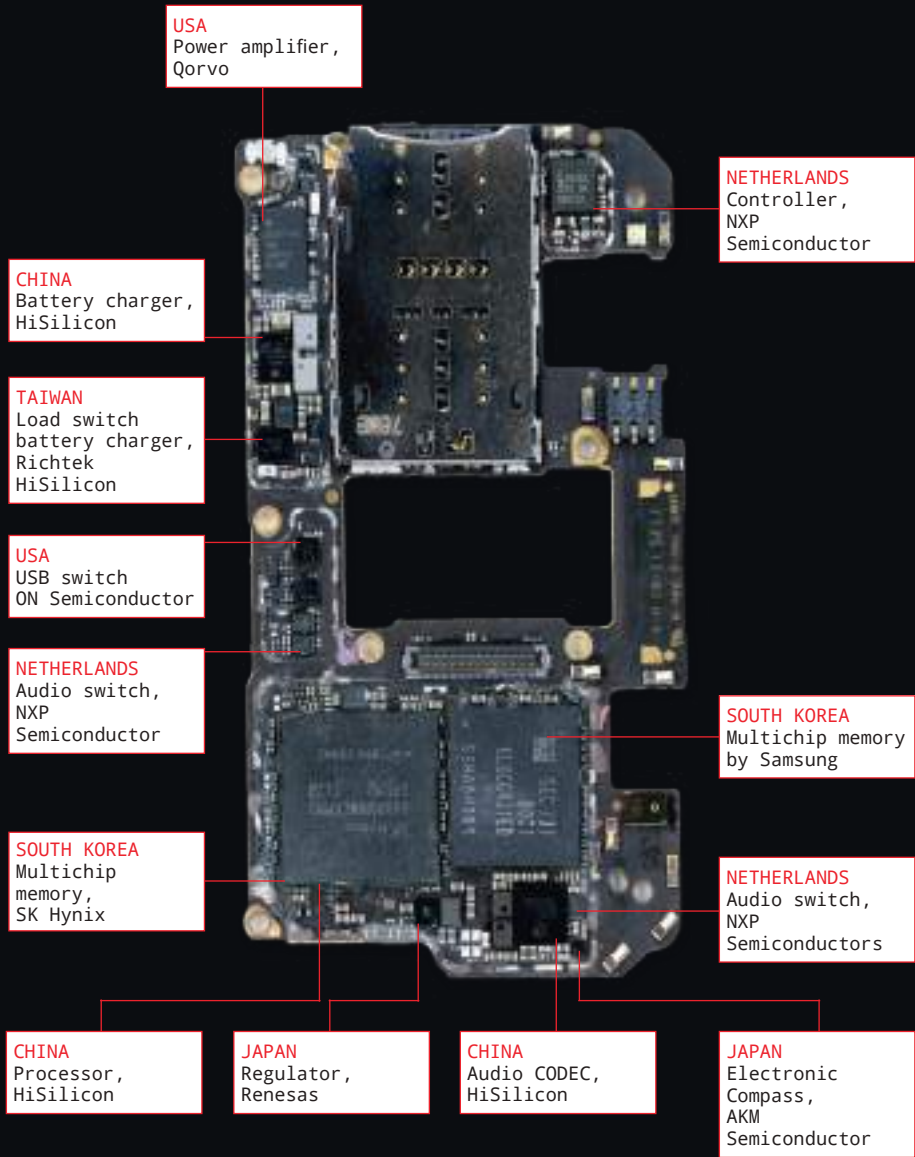 USA
Power amplifier,
Qorvo
NETHERLANDS
Controller,
NXP
Semiconductor
CHINA
Battery charger,
HiSilicon
TAIWAN
Load switch
battery charger,
Richtek
HiSilicon
USA
USB switch
ON Semiconductor
NETHERLANDS
Audio switch,
NXP
Semiconductor
SOUTH KOREA
Multichip memory
by Samsung
SOUTH KOREA
Multichip
memory,
SK Hynix
NETHERLANDS
Audio switch,
NXP
Semiconductors
CHINA
Processor,
HiSilicon
JAPAN
Regulator,
Renesas
CHINA
Audio CODEC,
HiSilicon
JAPAN
Electronic
Compass,
AKM
Semiconductor